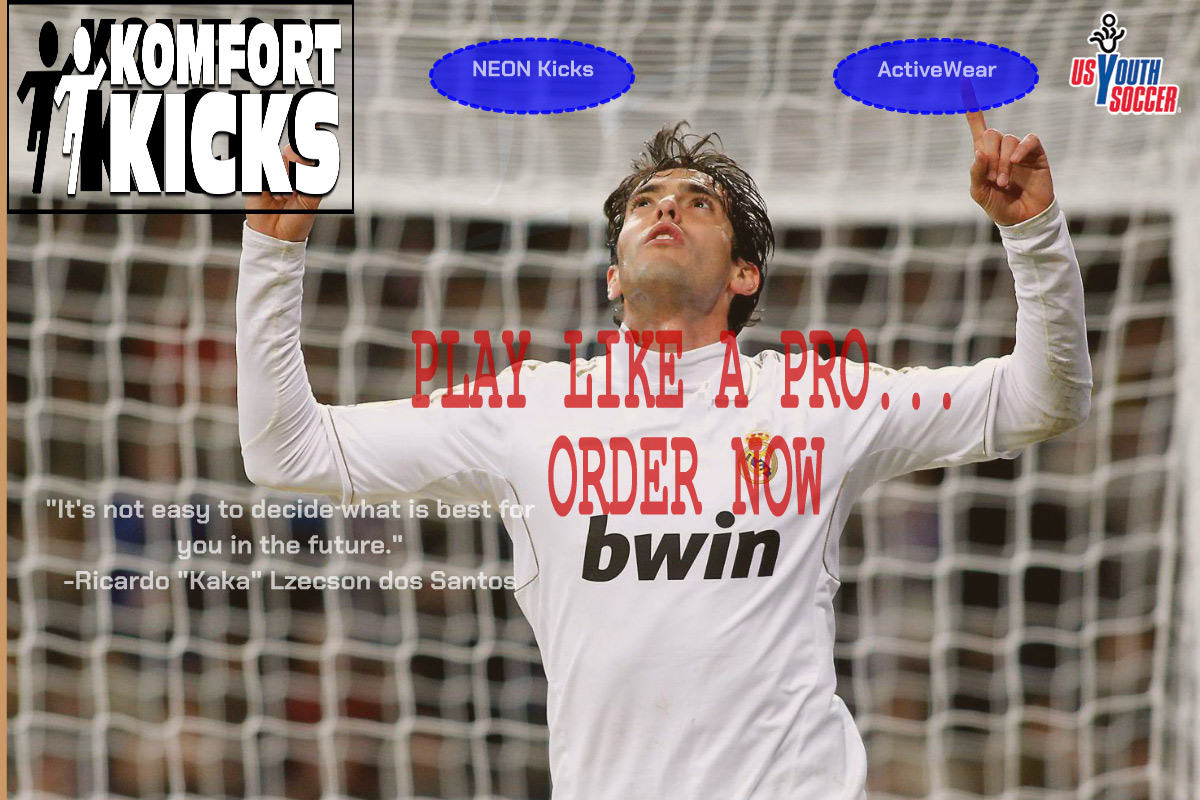 KOMFORT
KICKS
NEON Kicks
ActiveWear
US YOUTH
SOCCER
PLAY LIKE A PRO...
ORDER NOW
"It's not easy to decide what is best for
you in the future."
-Ricardo "Kaka" Lzecson dos Santos
bwin